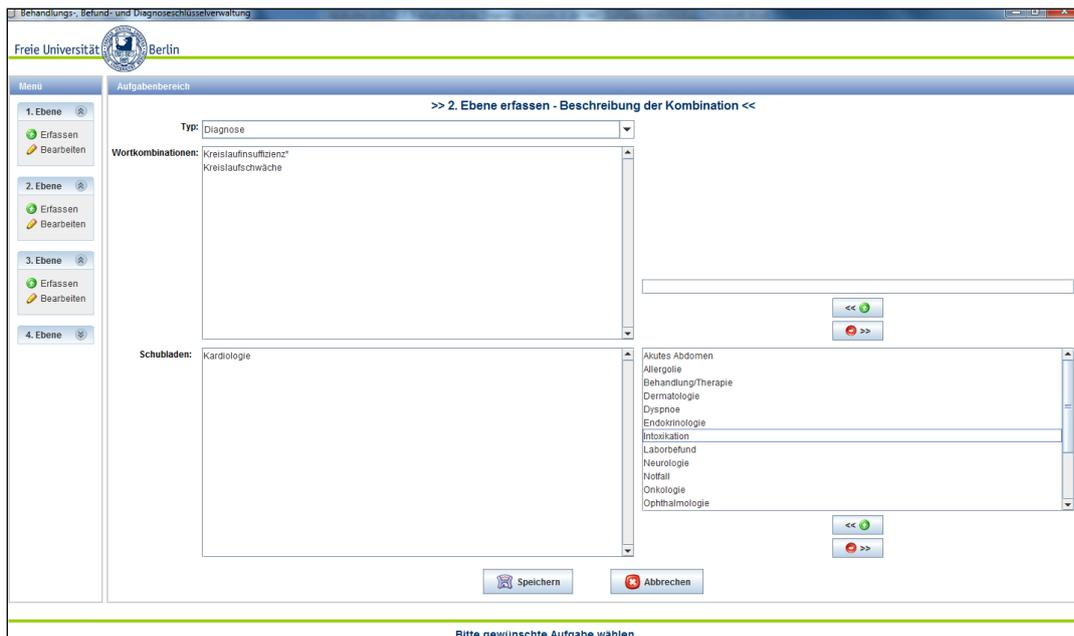 Behandlungs-, Befund- und Diagnoseschlüsselverwaltung
Freie Universität Berlin
Menü
Aufgabenbereich
1. Ebene
Erfassen
Bearbeiten
2. Ebene
Erfassen
Bearbeiten
3. Ebene
Erfassen
Bearbeiten
4. Ebene
>> 2. Ebene erfassen - Beschreibung der Kombination <<
Typ: Diagnose
Wortkombinationen: Kreislaufinsuffizienz*
Kreislaufschwäche
<<
>>
Schubladen: Kardiologie
Akutes Abdomen
Allergolie
Behandlung/Therapie
Dermatologie
Dyspnoe
Endokrinologie
Intoxikation
Laborbefund
Neurologie
Notfall
Onkologie
Ophthalmologie
<<
>>
Speichern Abbrechen
Bitte gewünschte Aufgabe wählen